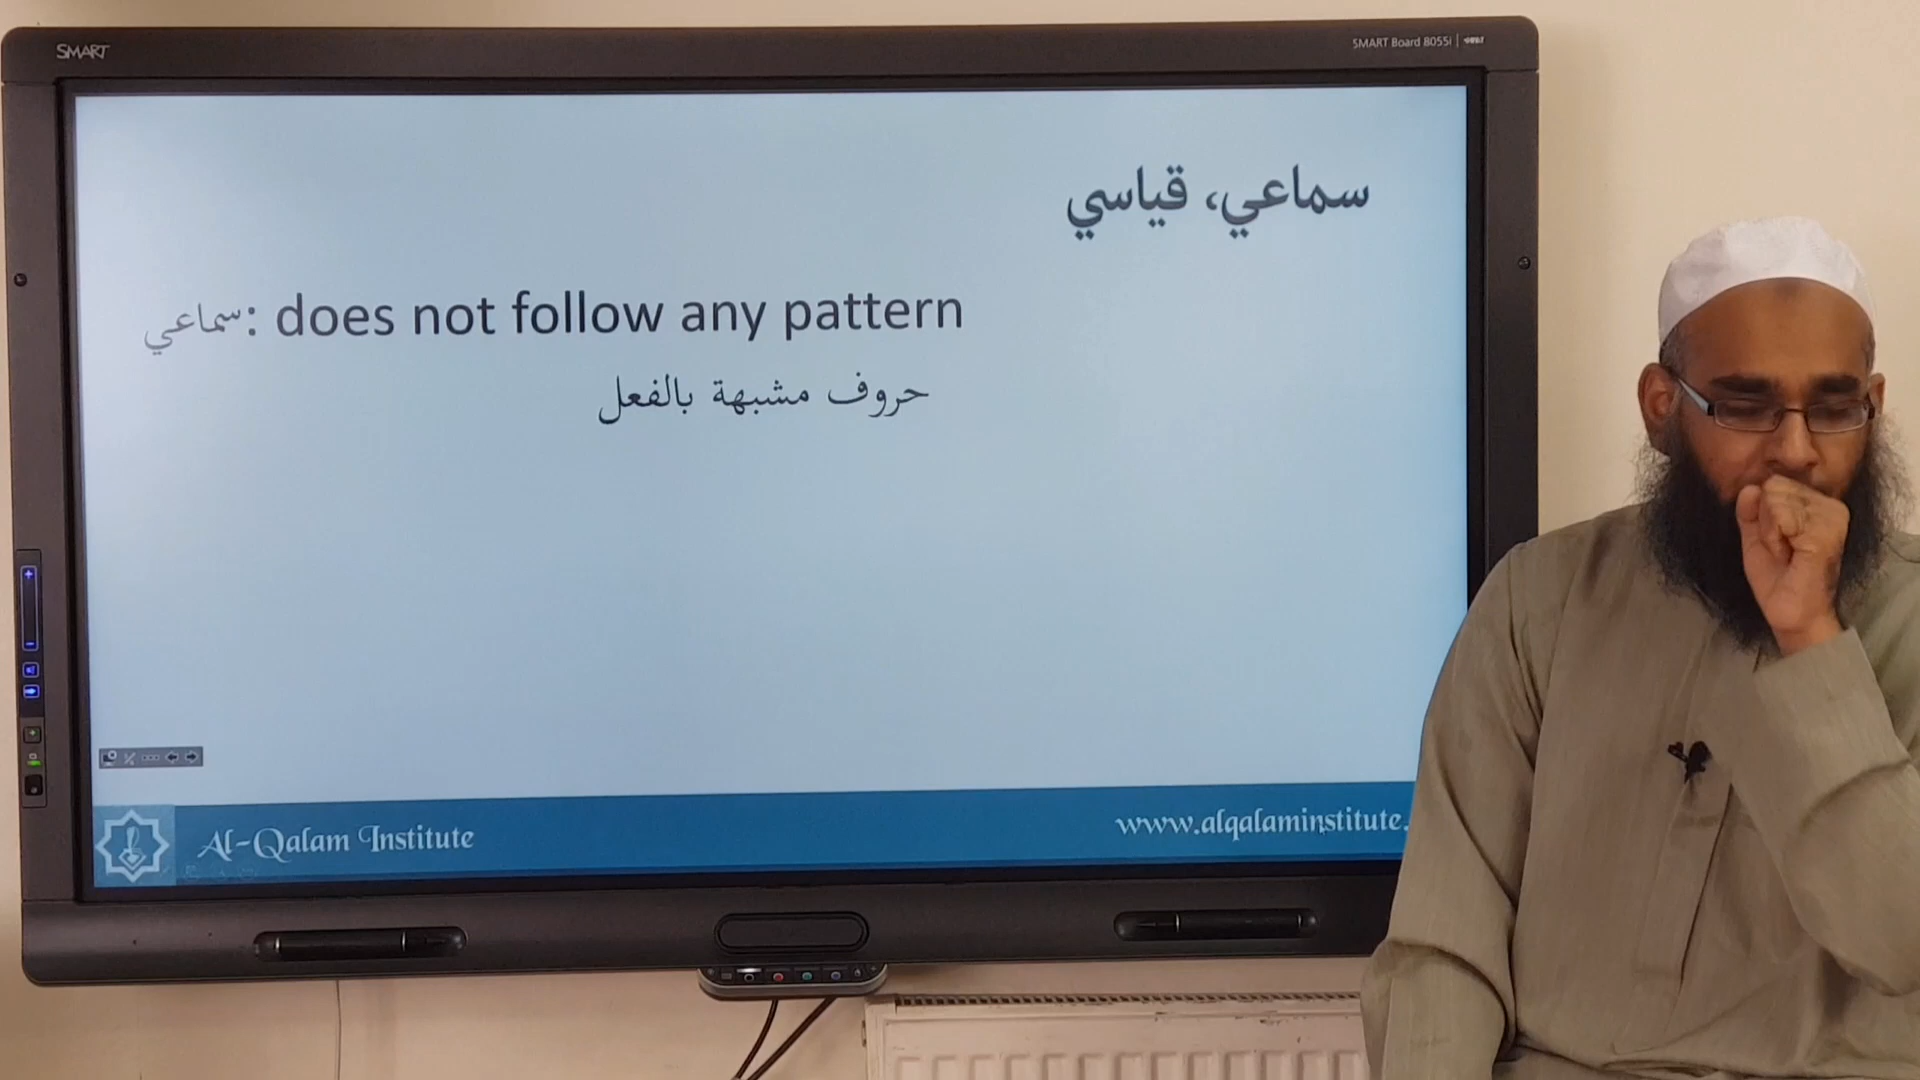 SMART
SMART Board 8055i
سماعي، قياسي
سماعي: does not follow any pattern
حروف مشبهة بالفعل
Al-Qalam Institute
www.alqalaminstitute.